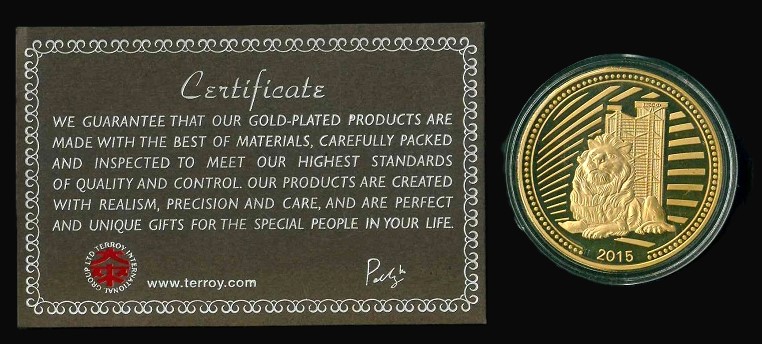 Certificate
WE GUARANTEE THAT OUR GOLD-PLATED PRODUCTS ARE
MADE WITH THE BEST OF MATERIALS, CAREFULLY PACKED
AND INSPECTED TO MEET OUR HIGHEST STANDARDS
OF QUALITY AND CONTROL. OUR PRODUCTS ARE CREATED
WITH REALISM, PRECISION AND CARE, AND ARE PERFECT
AND UNIQUE GIFTS FOR THE SPECIAL PEOPLE IN YOUR LIFE.
TERROY INTERNATIONAL GROUP LTD
www.terroy.com
2015